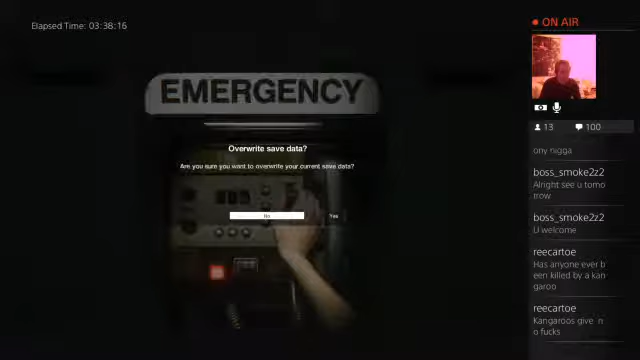 Elapsed Time: 03:38:16
ON AIR
EMERGENCY
13
100
Overwrite save data?
Are you sure you want to overwrite your current save data?
No
Yes
ony nigga
boss_smoke2z2
Alright see u tomo
rrow
boss_smoke2z2
U welcome
reecartoe
Has anyone ever b
een killed by a kan
garoo
reecartoe
Kangaroos give n
o fucks